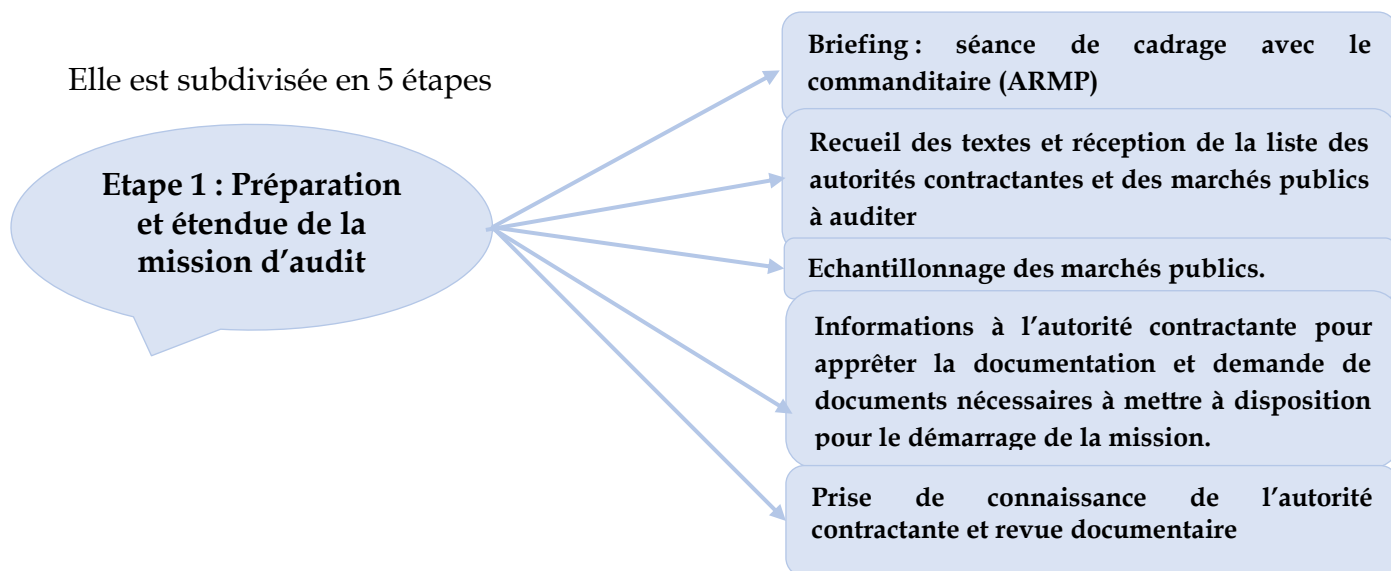 Elle est subdivisée en 5 étapes
Etape 1 : Préparation
et étendue de la
mission d’audit
Briefing : séance de cadrage avec le
commanditaire (ARMP)
Recueil des textes et réception de la liste des
autorités contractantes et des marchés publics
à auditer
Echantillonnage des marchés publics.
Informations à l’autorité contractante pour
apprêter la documentation et demande de
documents nécessaires à mettre à disposition
pour le démarrage de la mission.
Prise de connaissance de l’autorité
contractante et revue documentaire